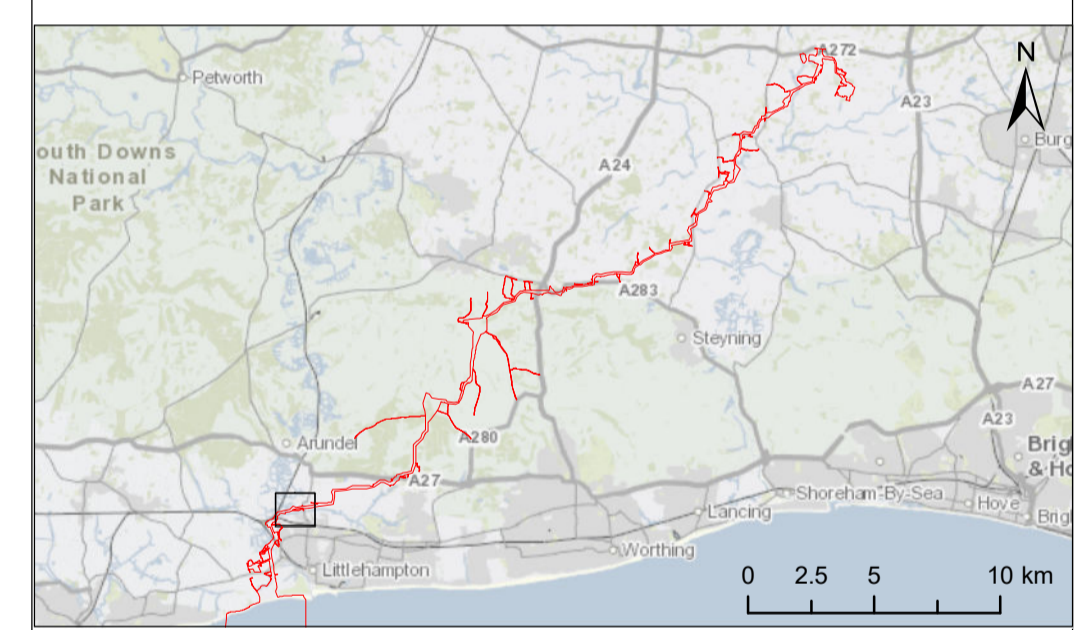 A272
N
Petworth
A23
Burg
outh Downs
National
Park
A24
A283
Steyning
A27
A23
Arundel
A280
Brig
& Ho
A27
Shoreham-By-Sea
Hove
Lancing
Brig
Worthing
Littlehampton
0 2.5 5 10 km